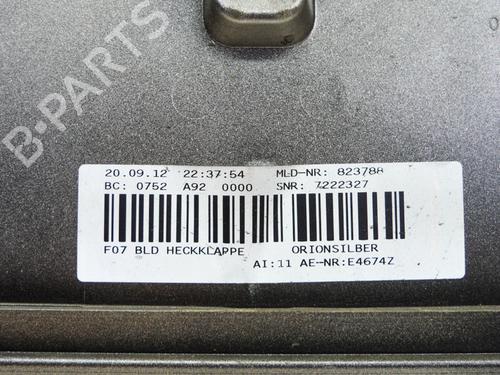 B-PARTS
20.09.12 22:37:54 MLD-NR: 823788
BC: 0752 A92 0000 SNR: 7222327
F07 BLD HECKKLAPPE ORIONSILBER
AI:11 AE-NR:E4674Z